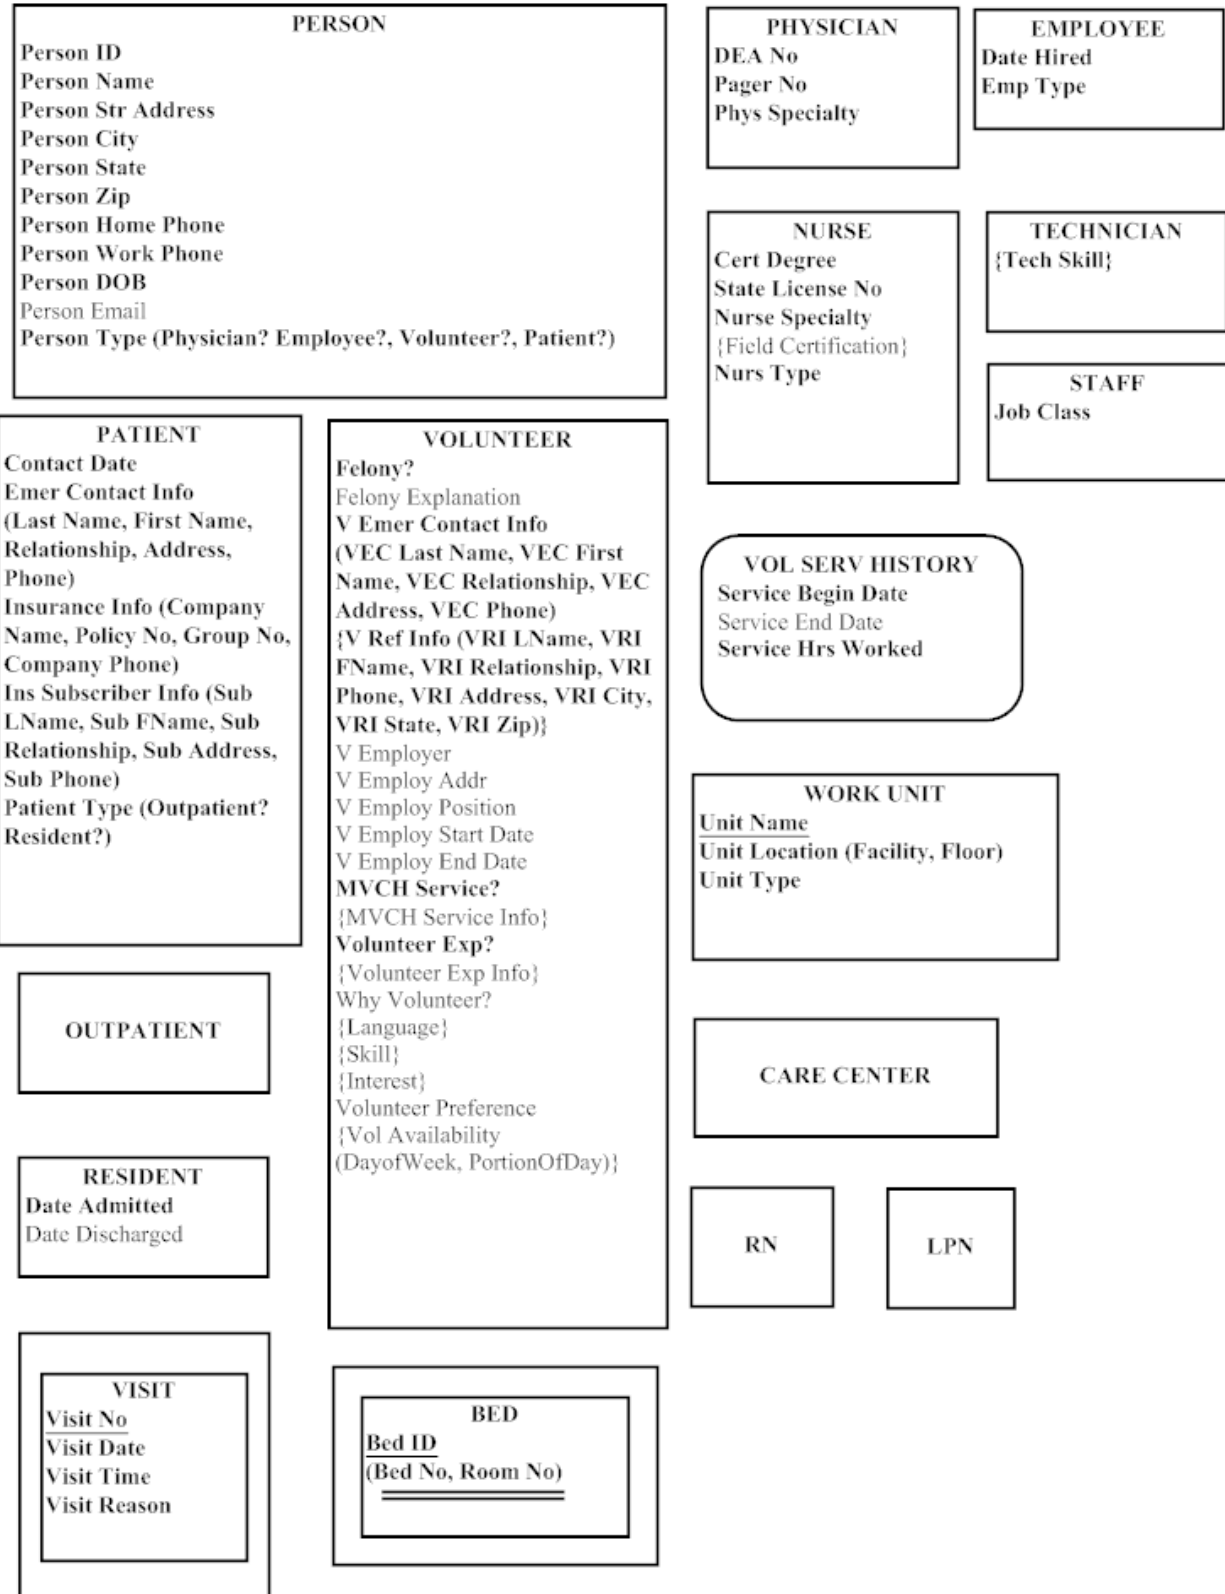 PERSON
Person ID
Person Name
Person Str Address
Person City
Person State
Person Zip
Person Home Phone
Person Work Phone
Person DOB
Person Email
Person Type (Physician? Employee?, Volunteer?, Patient?)
PHYSICIAN
DEA No
Pager No
Phys Specialty
EMPLOYEE
Date Hired
Emp Type
NURSE
Cert Degree
State License No
Nurse Specialty
{Field Certification}
Nurs Type
TECHNICIAN
{Tech Skill}
STAFF
Job Class
PATIENT
Contact Date
Emer Contact Info
(Last Name, First Name,
Relationship, Address,
Phone)
Insurance Info (Company
Name, Policy No, Group No,
Company Phone)
Ins Subscriber Info (Sub
LName, Sub FName, Sub
Relationship, Sub Address,
Sub Phone)
Patient Type (Outpatient?
Resident?)
VOLUNTEER
Felony?
Felony Explanation
V Emer Contact Info
(VEC Last Name, VEC First
Name, VEC Relationship, VEC
Address, VEC Phone)
{V Ref Info (VRI LName, VRI
FName, VRI Relationship, VRI
Phone, VRI Address, VRI City,
VRI State, VRI Zip)}
V Employer
V Employ Addr
V Employ Position
V Employ Start Date
V Employ End Date
MVCH Service?
{MVCH Service Info}
Volunteer Exp?
{Volunteer Exp Info}
Why Volunteer?
{Language}
{Skill}
{Interest}
Volunteer Preference
{Vol Availability
(DayofWeek, PortionOfDay)}
VOL SERV HISTORY
Service Begin Date
Service End Date
Service Hrs Worked
WORK UNIT
Unit Name
Unit Location (Facility, Floor)
Unit Type
OUTPATIENT
CARE CENTER
RESIDENT
Date Admitted
Date Discharged
RN
LPN
VISIT
Visit No
Visit Date
Visit Time
Visit Reason
BED
Bed ID
(Bed No, Room No)